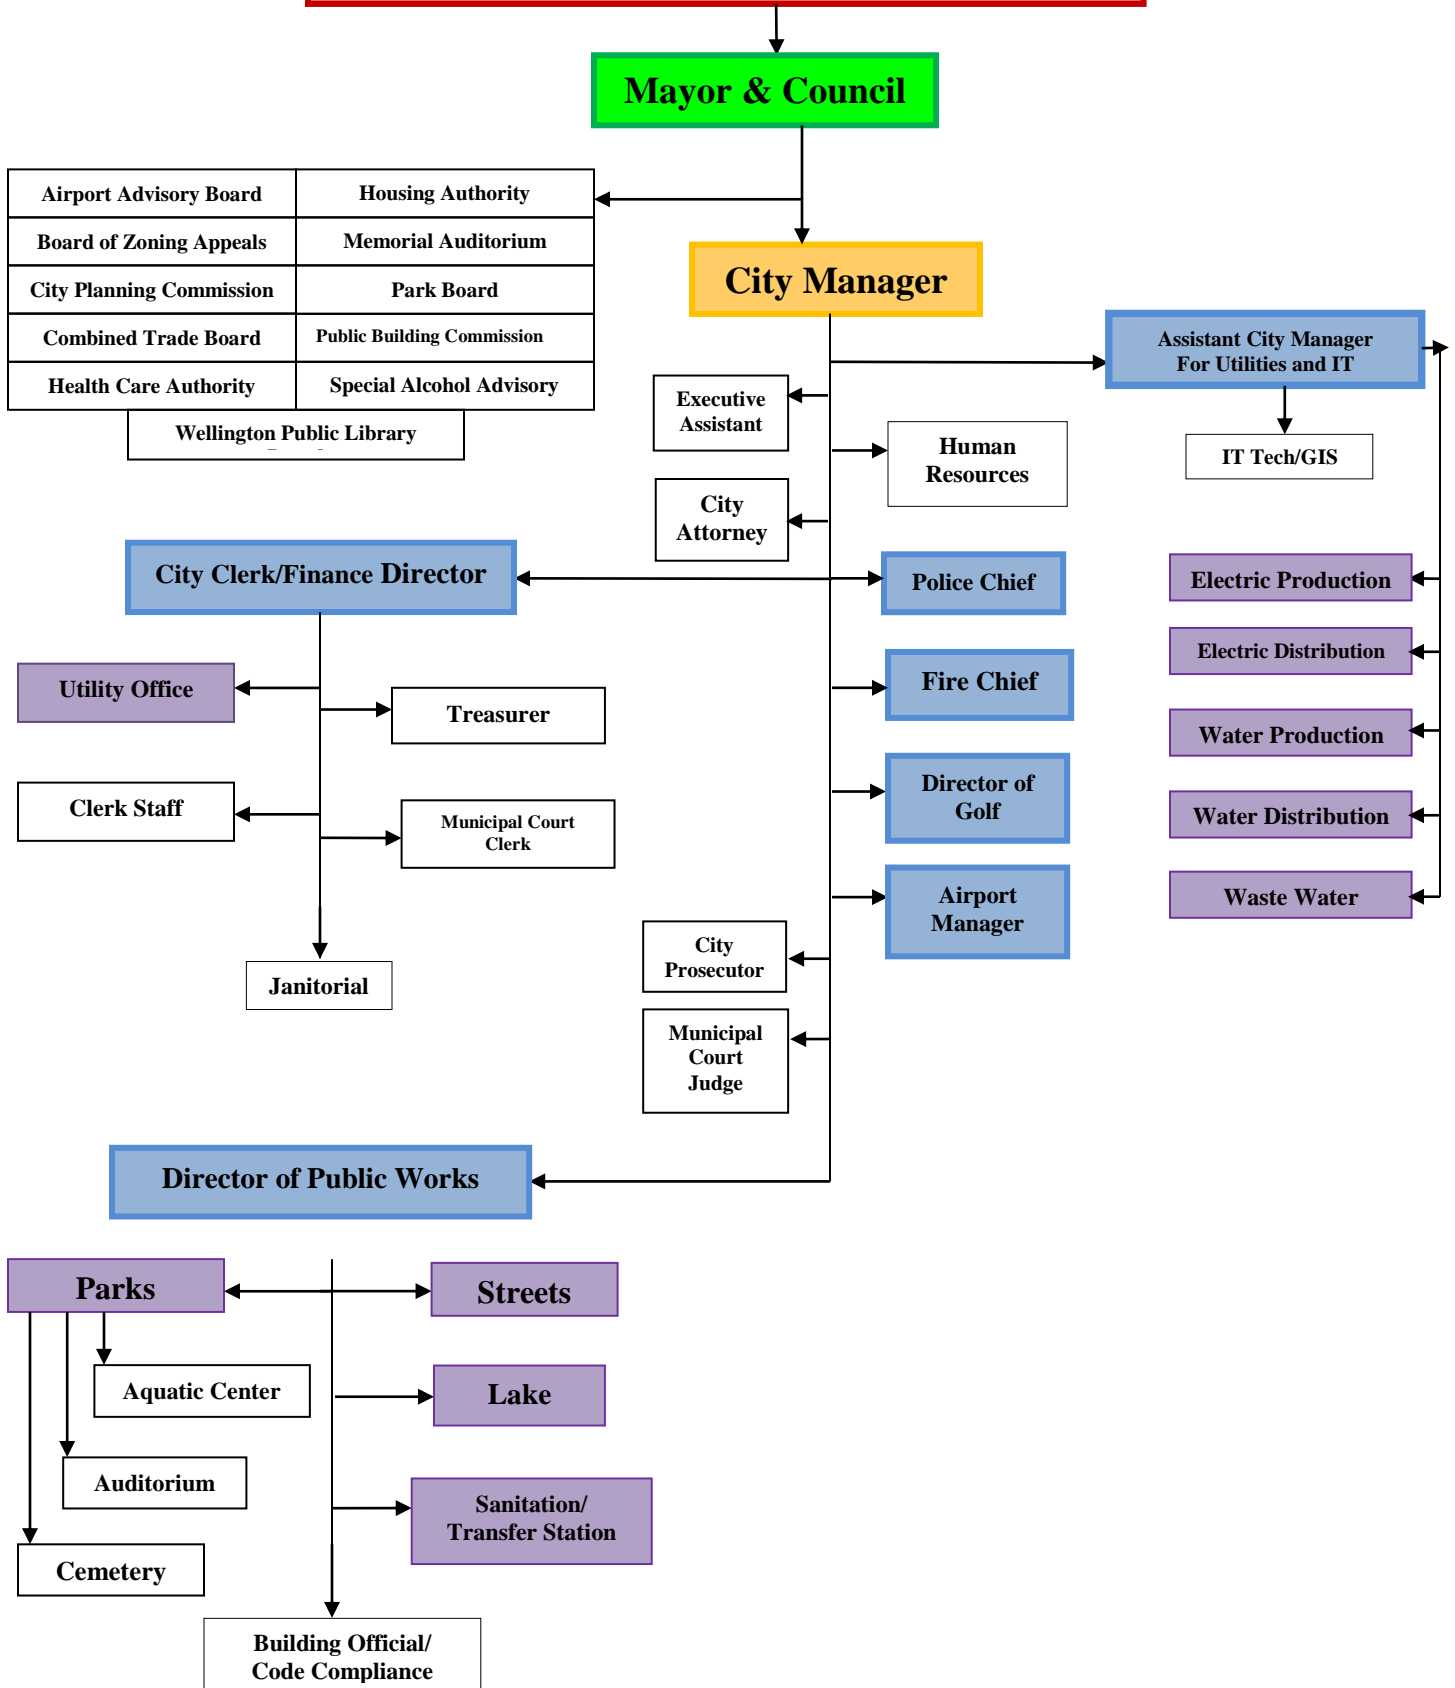 Mayor & Council
Airport Advisory Board
Housing Authority
Board of Zoning Appeals
Memorial Auditorium
City Planning Commission
Park Board
Combined Trade Board
Public Building Commission
Health Care Authority
Special Alcohol Advisory
Wellington Public Library
City Manager
Assistant City Manager
For Utilities and IT
Executive
Assistant
Human
Resources
IT Tech/GIS
City
Attorney
City Clerk/Finance Director
Police Chief
Electric Production
Utility Office
Treasurer
Fire Chief
Electric Distribution
Water Production
Clerk Staff
Municipal Court
Clerk
Director of
Golf
Water Distribution
Airport
Manager
Waste Water
City
Prosecutor
Janitorial
Municipal
Court
Judge
Director of Public Works
Parks
Streets
Aquatic Center
Lake
Auditorium
Sanitation/
Transfer Station
Cemetery
Building Official/
Code Compliance